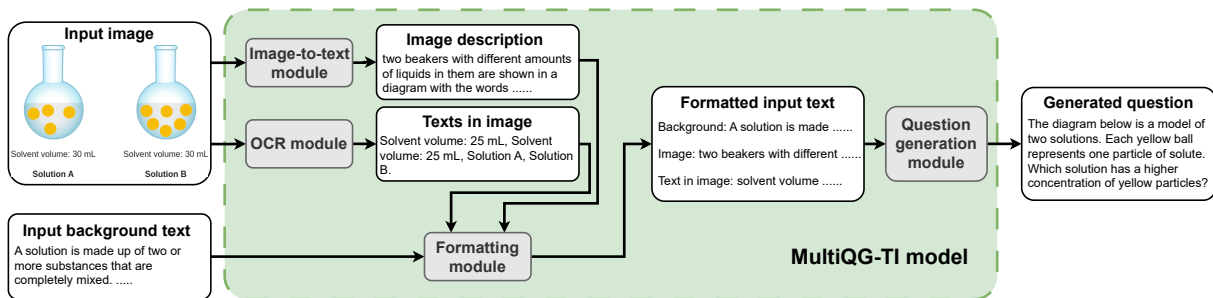 Input image
Solvent volume: 30 mL
Solution A
Solvent volume: 30 mL
Solution B
Input background text
A solution is made up of two or
more substances that are
completely mixed. .....
Image-to-text
module
OCR module
Image description
two beakers with different amounts
of liquids in them are shown in a
diagram with the words ......
Texts in image
Solvent volume: 25 mL, Solvent
volume: 25 mL, Solution A, Solution
B.
Formatting
module
Formatted input text
Background: A solution is made ......
Image: two beakers with different ......
Text in image: solvent volume ......
Question
generation
module
MultiQG-TI model
Generated question
The diagram below is a model of
two solutions. Each yellow ball
represents one particle of solute.
Which solution has a higher
concentration of yellow particles?